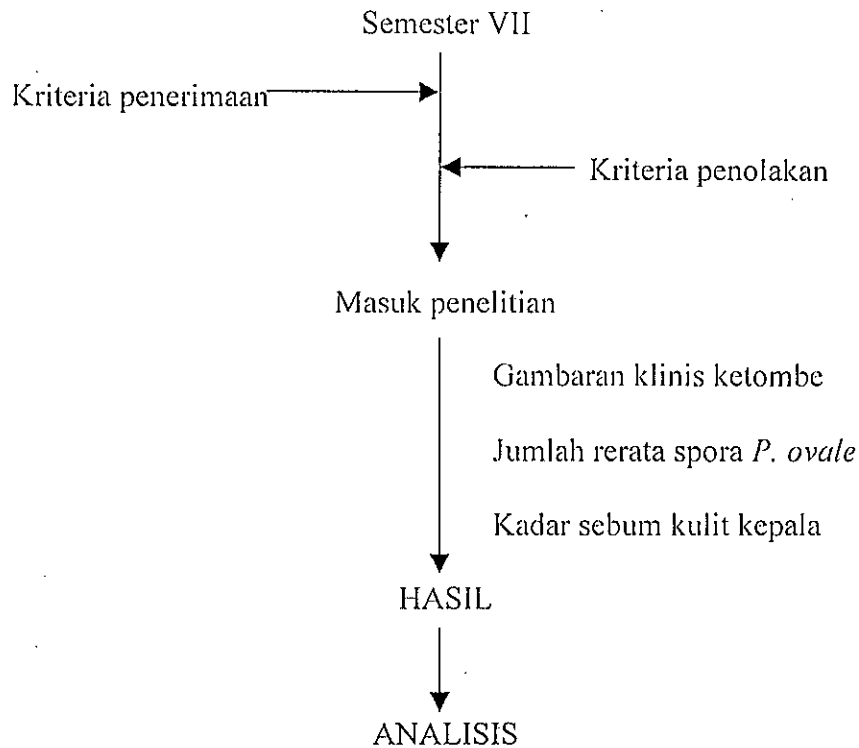 Semester VII
Kriteria penerimaan
Kriteria penolakan
Masuk penelitian
Gambaran klinis ketombe
Jumlah rerata spora P. ovale
Kadar sebum kulit kepala
HASIL
ANALISIS